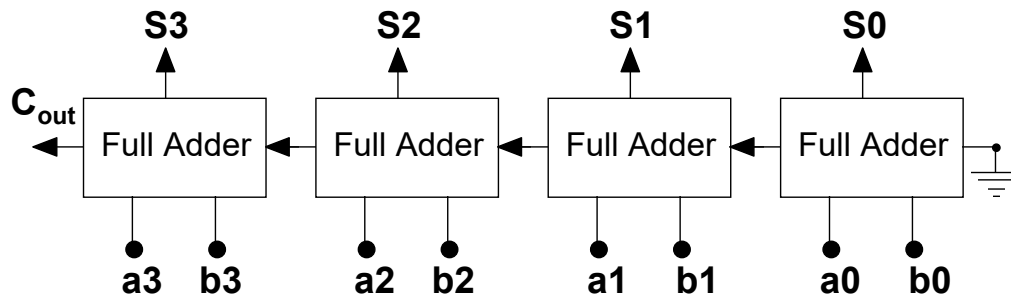 S3 S2 S1 S0
C_out
Full Adder Full Adder Full Adder Full Adder
a3 b3 a2 b2 a1 b1 a0 b0